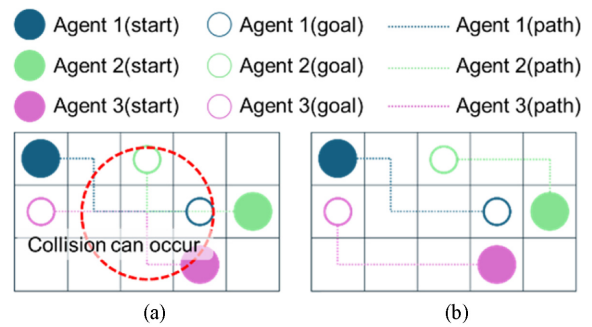 Agent 1(start) Agent 1(goal) Agent 1(path)
Agent 2(start) Agent 2(goal) Agent 2(path)
Agent 3(start) Agent 3(goal) Agent 3(path)
Collision can occur
(a) (b)